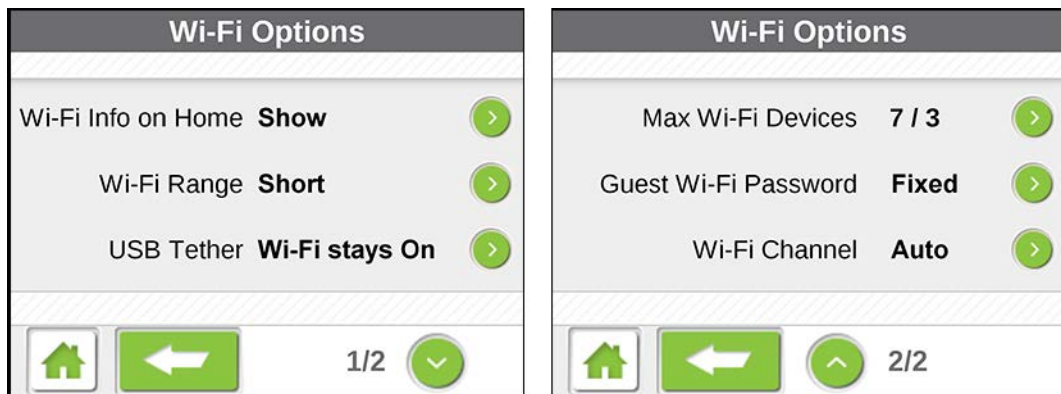 Wi-Fi Options
Wi-Fi Info on Home Show
Wi-Fi Range Short
USB Tether Wi-Fi stays On
1/2
Wi-Fi Options
Max Wi-Fi Devices 7 / 3
Guest Wi-Fi Password Fixed
Wi-Fi Channel Auto
2/2